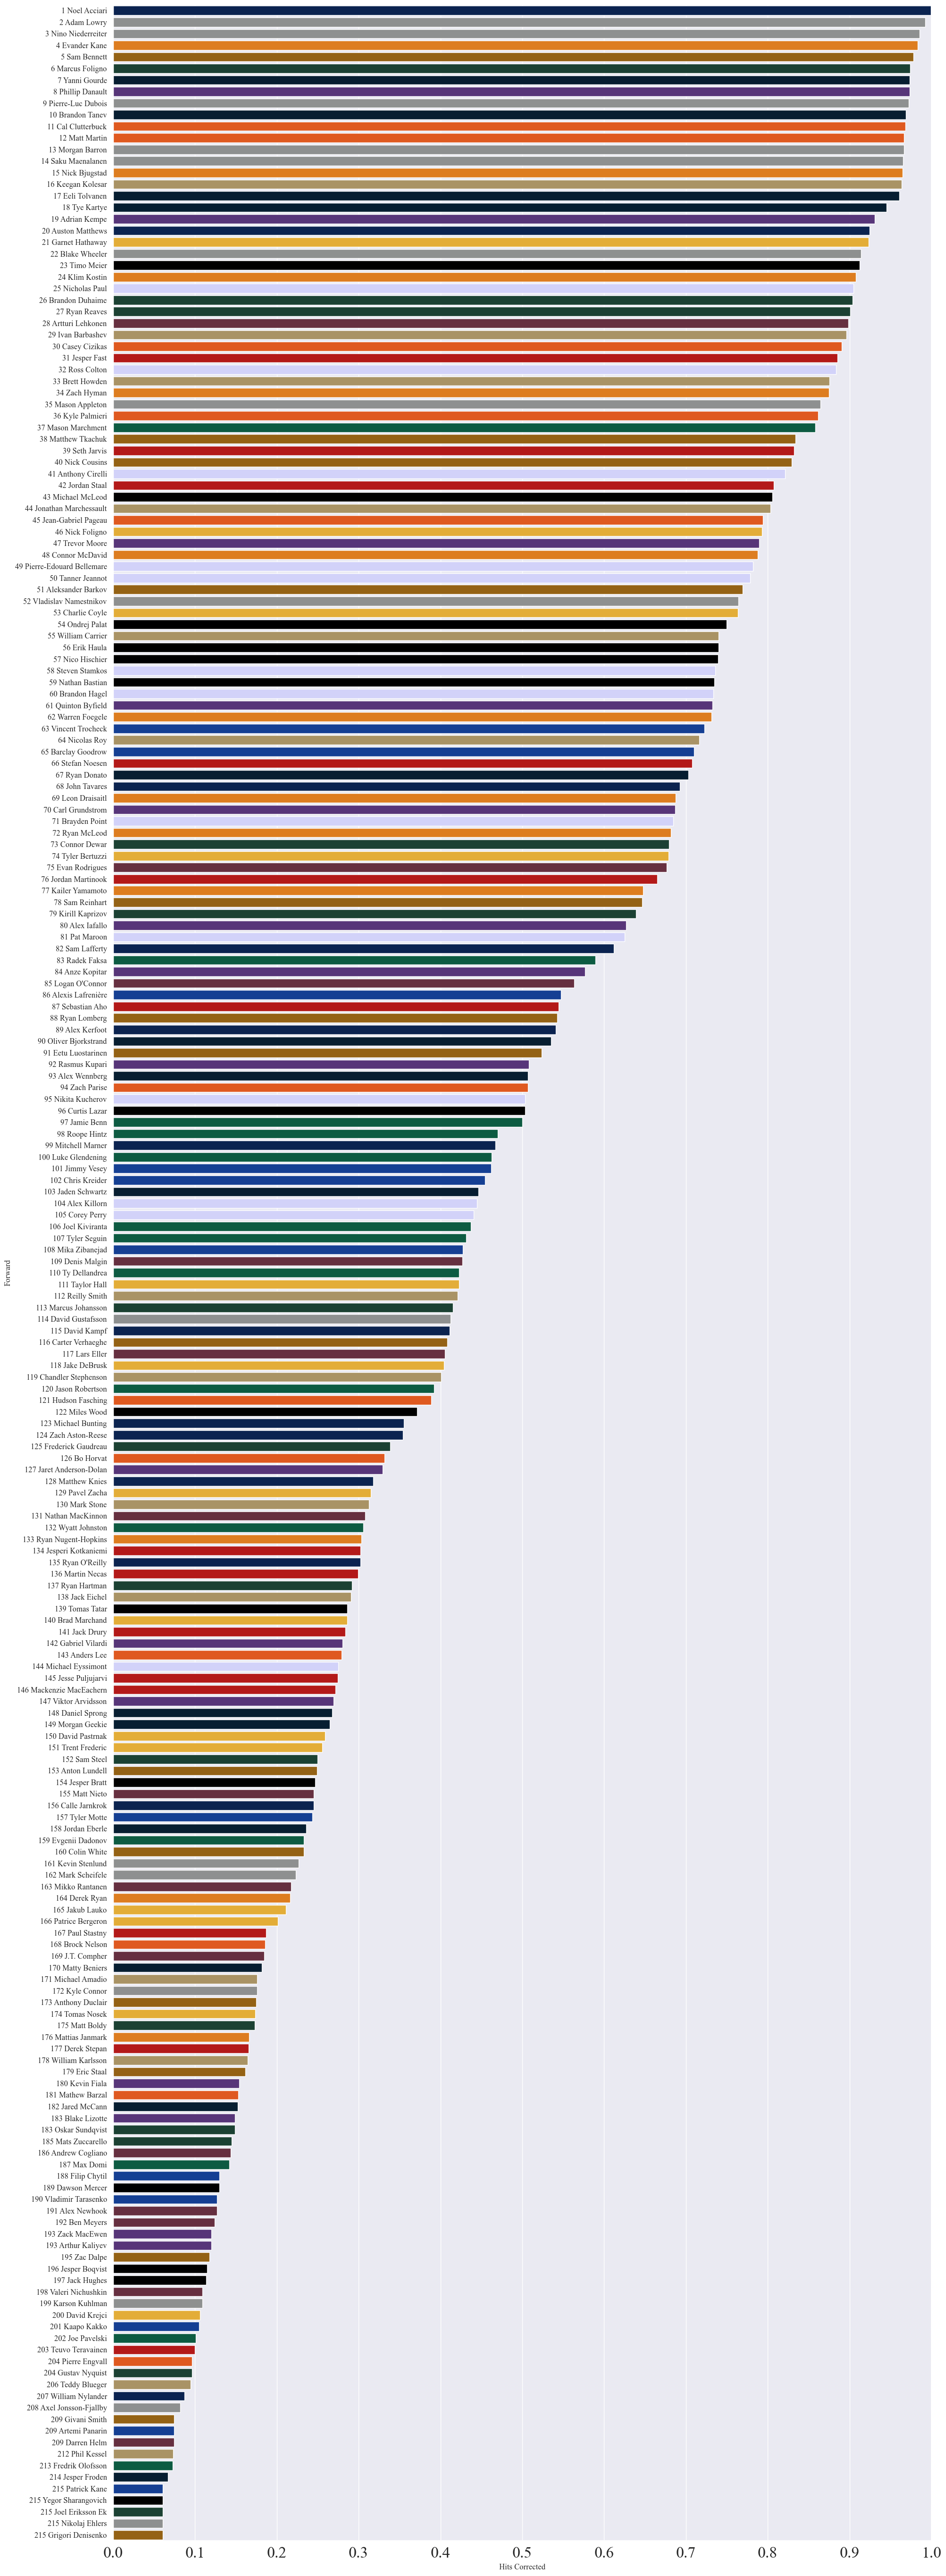 1 Noel Acciari
2 Adam Lowry
3 Nino Niederreiter
4 Evander Kane
5 Sam Bennett
6 Marcus Foligno
7 Yanni Gourde
8 Phillip Danault
9 Pierre-Luc Dubois
10 Brandon Tanev
11 Cal Clutterbuck
12 Matt Martin
13 Morgan Barron
14 Saku Maenalanen
15 Nick Bjugstad
16 Keegan Kolesar
17 Eeli Tolvanen
18 Tye Kartye
19 Adrian Kempe
20 Auston Matthews
21 Garnet Hathaway
22 Blake Wheeler
23 Timo Meier
24 Klim Kostin
25 Nicholas Paul
26 Brandon Duhaime
27 Ryan Reaves
28 Artturi Lehkonen
29 Ivan Barbashev
30 Casey Cizikas
31 Jesper Fast
32 Ross Colton
33 Brett Howden
34 Zach Hyman
35 Mason Appleton
36 Kyle Palmieri
37 Mason Marchment
38 Matthew Tkachuk
39 Seth Jarvis
40 Nick Cousins
41 Anthony Cirelli
42 Jordan Staal
43 Michael McLeod
44 Jonathan Marchessault
45 Jean-Gabriel Pageau
46 Nick Foligno
47 Trevor Moore
48 Connor McDavid
49 Pierre-Edouard Bellemare
50 Tanner Jeannot
51 Aleksander Barkov
52 Vladislav Namestnikov
53 Charlie Coyle
54 Ondrej Palat
55 William Carrier
56 Erik Haula
57 Nico Hischier
58 Steven Stamkos
59 Nathan Bastian
60 Brandon Hagel
61 Quinton Byfield
62 Warren Foegele
63 Vincent Trocheck
64 Nicolas Roy
65 Barclay Goodrow
66 Stefan Noesen
67 Ryan Donato
68 John Tavares
69 Leon Draisaitl
70 Carl Grundstrom
71 Brayden Point
72 Ryan McLeod
73 Connor Dewar
74 Tyler Bertuzzi
75 Evan Rodrigues
76 Jordan Martinook
77 Kailer Yamamoto
78 Sam Reinhart
79 Kirill Kaprizov
80 Alex Iafallo
81 Pat Maroon
82 Sam Lafferty
83 Radek Faksa
84 Anze Kopitar
85 Logan O'Connor
86 Alexis Lafrenière
87 Sebastian Aho
88 Ryan Lomberg
89 Alex Kerfoot
90 Oliver Bjorkstrand
91 Eetu Luostarinen
92 Rasmus Kupari
93 Alex Wennberg
94 Zach Parise
95 Nikita Kucherov
96 Curtis Lazar
97 Jamie Benn
98 Roope Hintz
99 Mitchell Marner
100 Luke Glendening
101 Jimmy Vesey
102 Chris Kreider
103 Jaden Schwartz
104 Alex Killorn
105 Corey Perry
106 Joel Kiviranta
107 Tyler Seguin
108 Mika Zibanejad
109 Denis Malgin
110 Ty Dellandrea
111 Taylor Hall
112 Reilly Smith
113 Marcus Johansson
114 David Gustafsson
115 David Kampf
116 Carter Verhaeghe
117 Lars Eller
118 Jake DeBrusk
119 Chandler Stephenson
120 Jason Robertson
121 Hudson Fasching
122 Miles Wood
123 Michael Bunting
124 Zach Aston-Reese
125 Frederick Gaudreau
126 Bo Horvat
127 Jaret Anderson-Dolan
128 Matthew Knies
129 Pavel Zacha
130 Mark Stone
131 Nathan MacKinnon
132 Wyatt Johnston
133 Ryan Nugent-Hopkins
134 Jesperi Kotkaniemi
135 Ryan O'Reilly
136 Martin Necas
137 Ryan Hartman
138 Jack Eichel
139 Tomas Tatar
140 Brad Marchand
141 Jack Drury
142 Gabriel Vilardi
143 Anders Lee
144 Michael Eyssimont
145 Jesse Puljujarvi
146 Mackenzie MacEachern
147 Viktor Arvidsson
148 Daniel Sprong
149 Morgan Geekie
150 David Pastrnak
151 Trent Frederic
152 Sam Steel
153 Anton Lundell
154 Jesper Bratt
155 Matt Nieto
156 Calle Jarnkrok
157 Tyler Motte
158 Jordan Eberle
159 Evgenii Dadonov
160 Colin White
161 Kevin Stenlund
162 Mark Scheifele
163 Mikko Rantanen
164 Derek Ryan
165 Jakub Lauko
166 Patrice Bergeron
167 Paul Stastny
168 Brock Nelson
169 J.T. Compher
170 Matty Beniers
171 Michael Amadio
172 Kyle Connor
173 Anthony Duclair
174 Tomas Nosek
175 Matt Boldy
176 Mattias Janmark
177 Derek Stepan
178 William Karlsson
179 Eric Staal
180 Kevin Fiala
181 Mathew Barzal
182 Jared McCann
183 Blake Lizotte
183 Oskar Sundqvist
185 Mats Zuccarello
186 Andrew Cogliano
187 Max Domi
188 Filip Chytil
189 Dawson Mercer
190 Vladimir Tarasenko
191 Alex Newhook
192 Ben Meyers
193 Zack MacEwen
193 Arthur Kaliyev
195 Zac Dalpe
196 Jesper Boqvist
197 Jack Hughes
198 Valeri Nichushkin
199 Karson Kuhlman
200 David Krejci
201 Kaapo Kakko
202 Joe Pavelski
203 Teuvo Teravainen
204 Pierre Engvall
204 Gustav Nyquist
206 Teddy Blueger
207 William Nylander
208 Axel Jonsson-Fjallby
209 Givani Smith
209 Artemi Panarin
209 Darren Helm
212 Phil Kessel
213 Fredrik Olofsson
214 Jesper Froden
215 Patrick Kane
215 Yegor Sharangovich
215 Joel Eriksson Ek
215 Nikolaj Ehlers
215 Grigori Denisenko
Forward
0.0 0.1 0.2 0.3 0.4 0.5 0.6 0.7 0.8 0.9 1.0
Hits Corrected